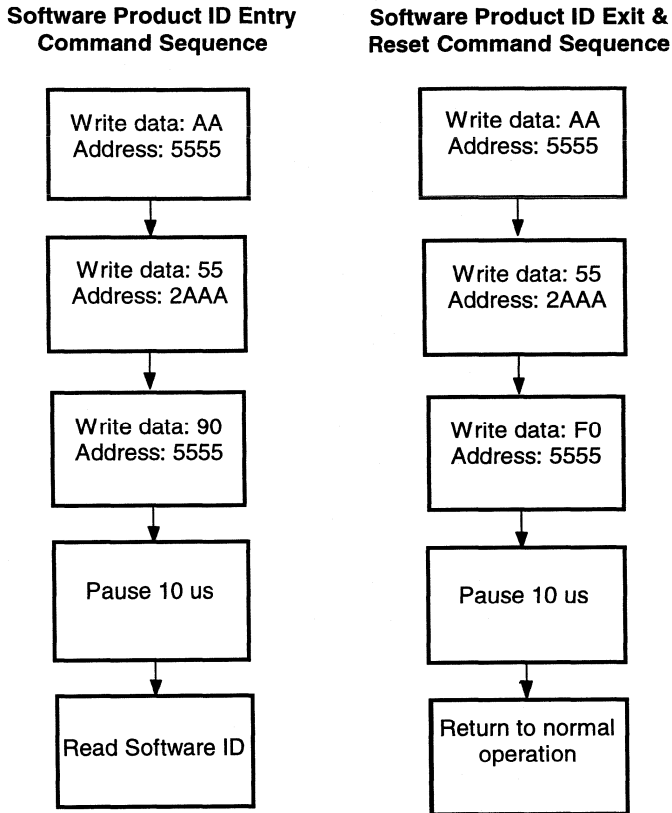 Software Product ID Entry
Command Sequence
Write data: AA
Address: 5555
Write data: 55
Address: 2AAA
Write data: 90
Address: 5555
Pause 10 us
Read Software ID
Software Product ID Exit &
Reset Command Sequence
Write data: AA
Address: 5555
Write data: 55
Address: 2AAA
Write data: F0
Address: 5555
Pause 10 us
Return to normal
operation